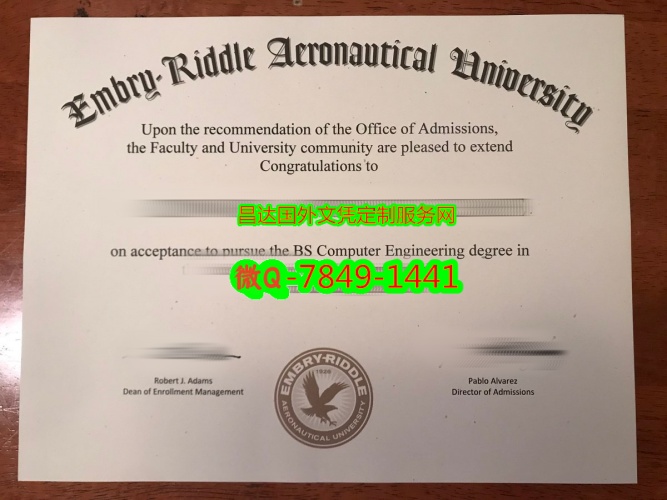 Embry-Riddle Aeronautical University
Upon the recommendation of the Office of Admissions,
the Faculty and University community are pleased to extend
Congratulations to
昌达国外文凭定制服务网
on acceptance to pursue the BS Computer Engineering degree in
微Q-7849-1441
Robert J. Adams
Dean of Enrollment Management
Pablo Alvarez
Director of Admissions
EMBRY-RIDDLE
1926
AERONAUTICAL UNIVERSITY